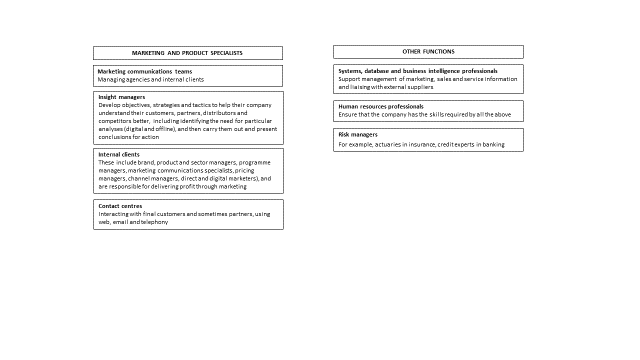 MARKETING AND PRODUCT SPECIALISTS
Marketing communications teams
Managing agencies and internal clients
Insight managers
Develop objectives, strategies and tactics to help their company
understand their customers, partners, distributors and
competitors better, including identifying the need for particular
analyses (digital and offline), and then carry them out and present
conclusions for action
Internal clients
These include brand, product and sector managers, programme
managers, marketing communications specialists, pricing
managers, channel managers, direct and digital marketers), and
are responsible for delivering profit through marketing
Contact centres
Interacting with final customers and sometimes partners, using
web, email and telephony
OTHER FUNCTIONS
Systems, database and business intelligence professionals
Support management of marketing, sales and service information
and liaising with external suppliers
Human resources professionals
Ensure that the company has the skills required by all the above
Risk managers
For example, actuaries in insurance, credit experts in banking